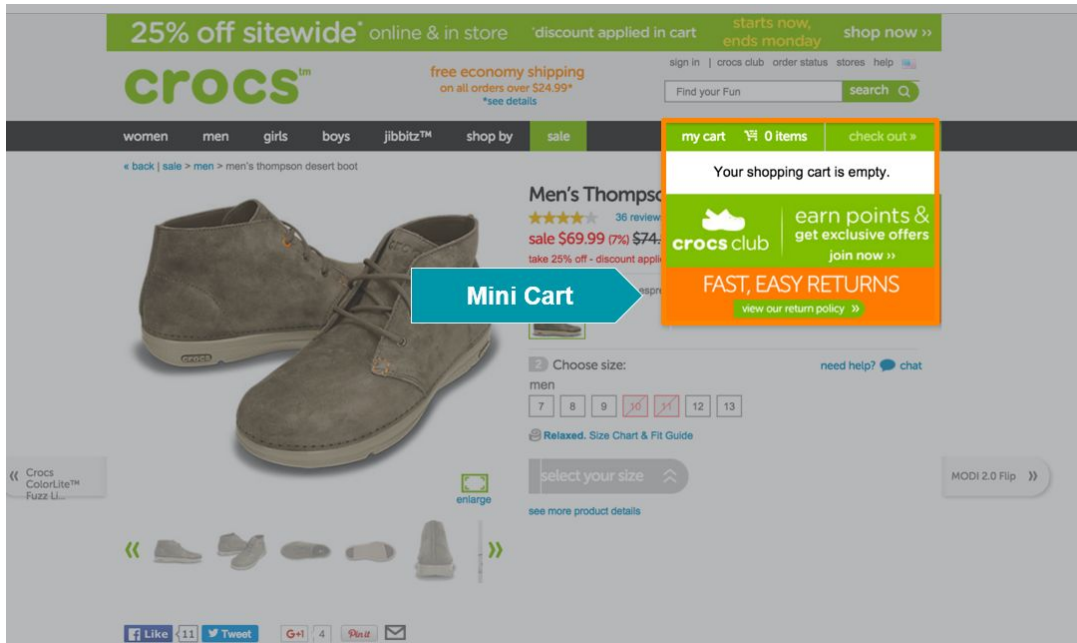 25% off sitewide* online & in store *discount applied in cart starts now, ends monday shop now »
crocs™
free economy shipping
on all orders over $24.99*
*see details
sign in | crocs club order status stores help
Find your Fun search
women men girls boys jibbitz™ shop by sale
my cart 0 items check out »
« back | sale > men > men's thompson desert boot
Your shopping cart is empty.
Men's Thompso
36 review
sale $69.99 (7%) $74.
take 25% off - discount appli
crocs club
earn points &
get exclusive offers
join now »
Mini Cart
espre
FAST, EASY RETURNS
view our return policy »
2 Choose size:
need help? chat
men
7 8 9 10 11 12 13
Relaxed. Size Chart & Fit Guide
select your size
see more product details
« Crocs
ColorLite™
Fuzz Li...
MODI 2.0 Flip »
crocs
enlarge
« »
Like 11 Tweet G+1 4 Pin it